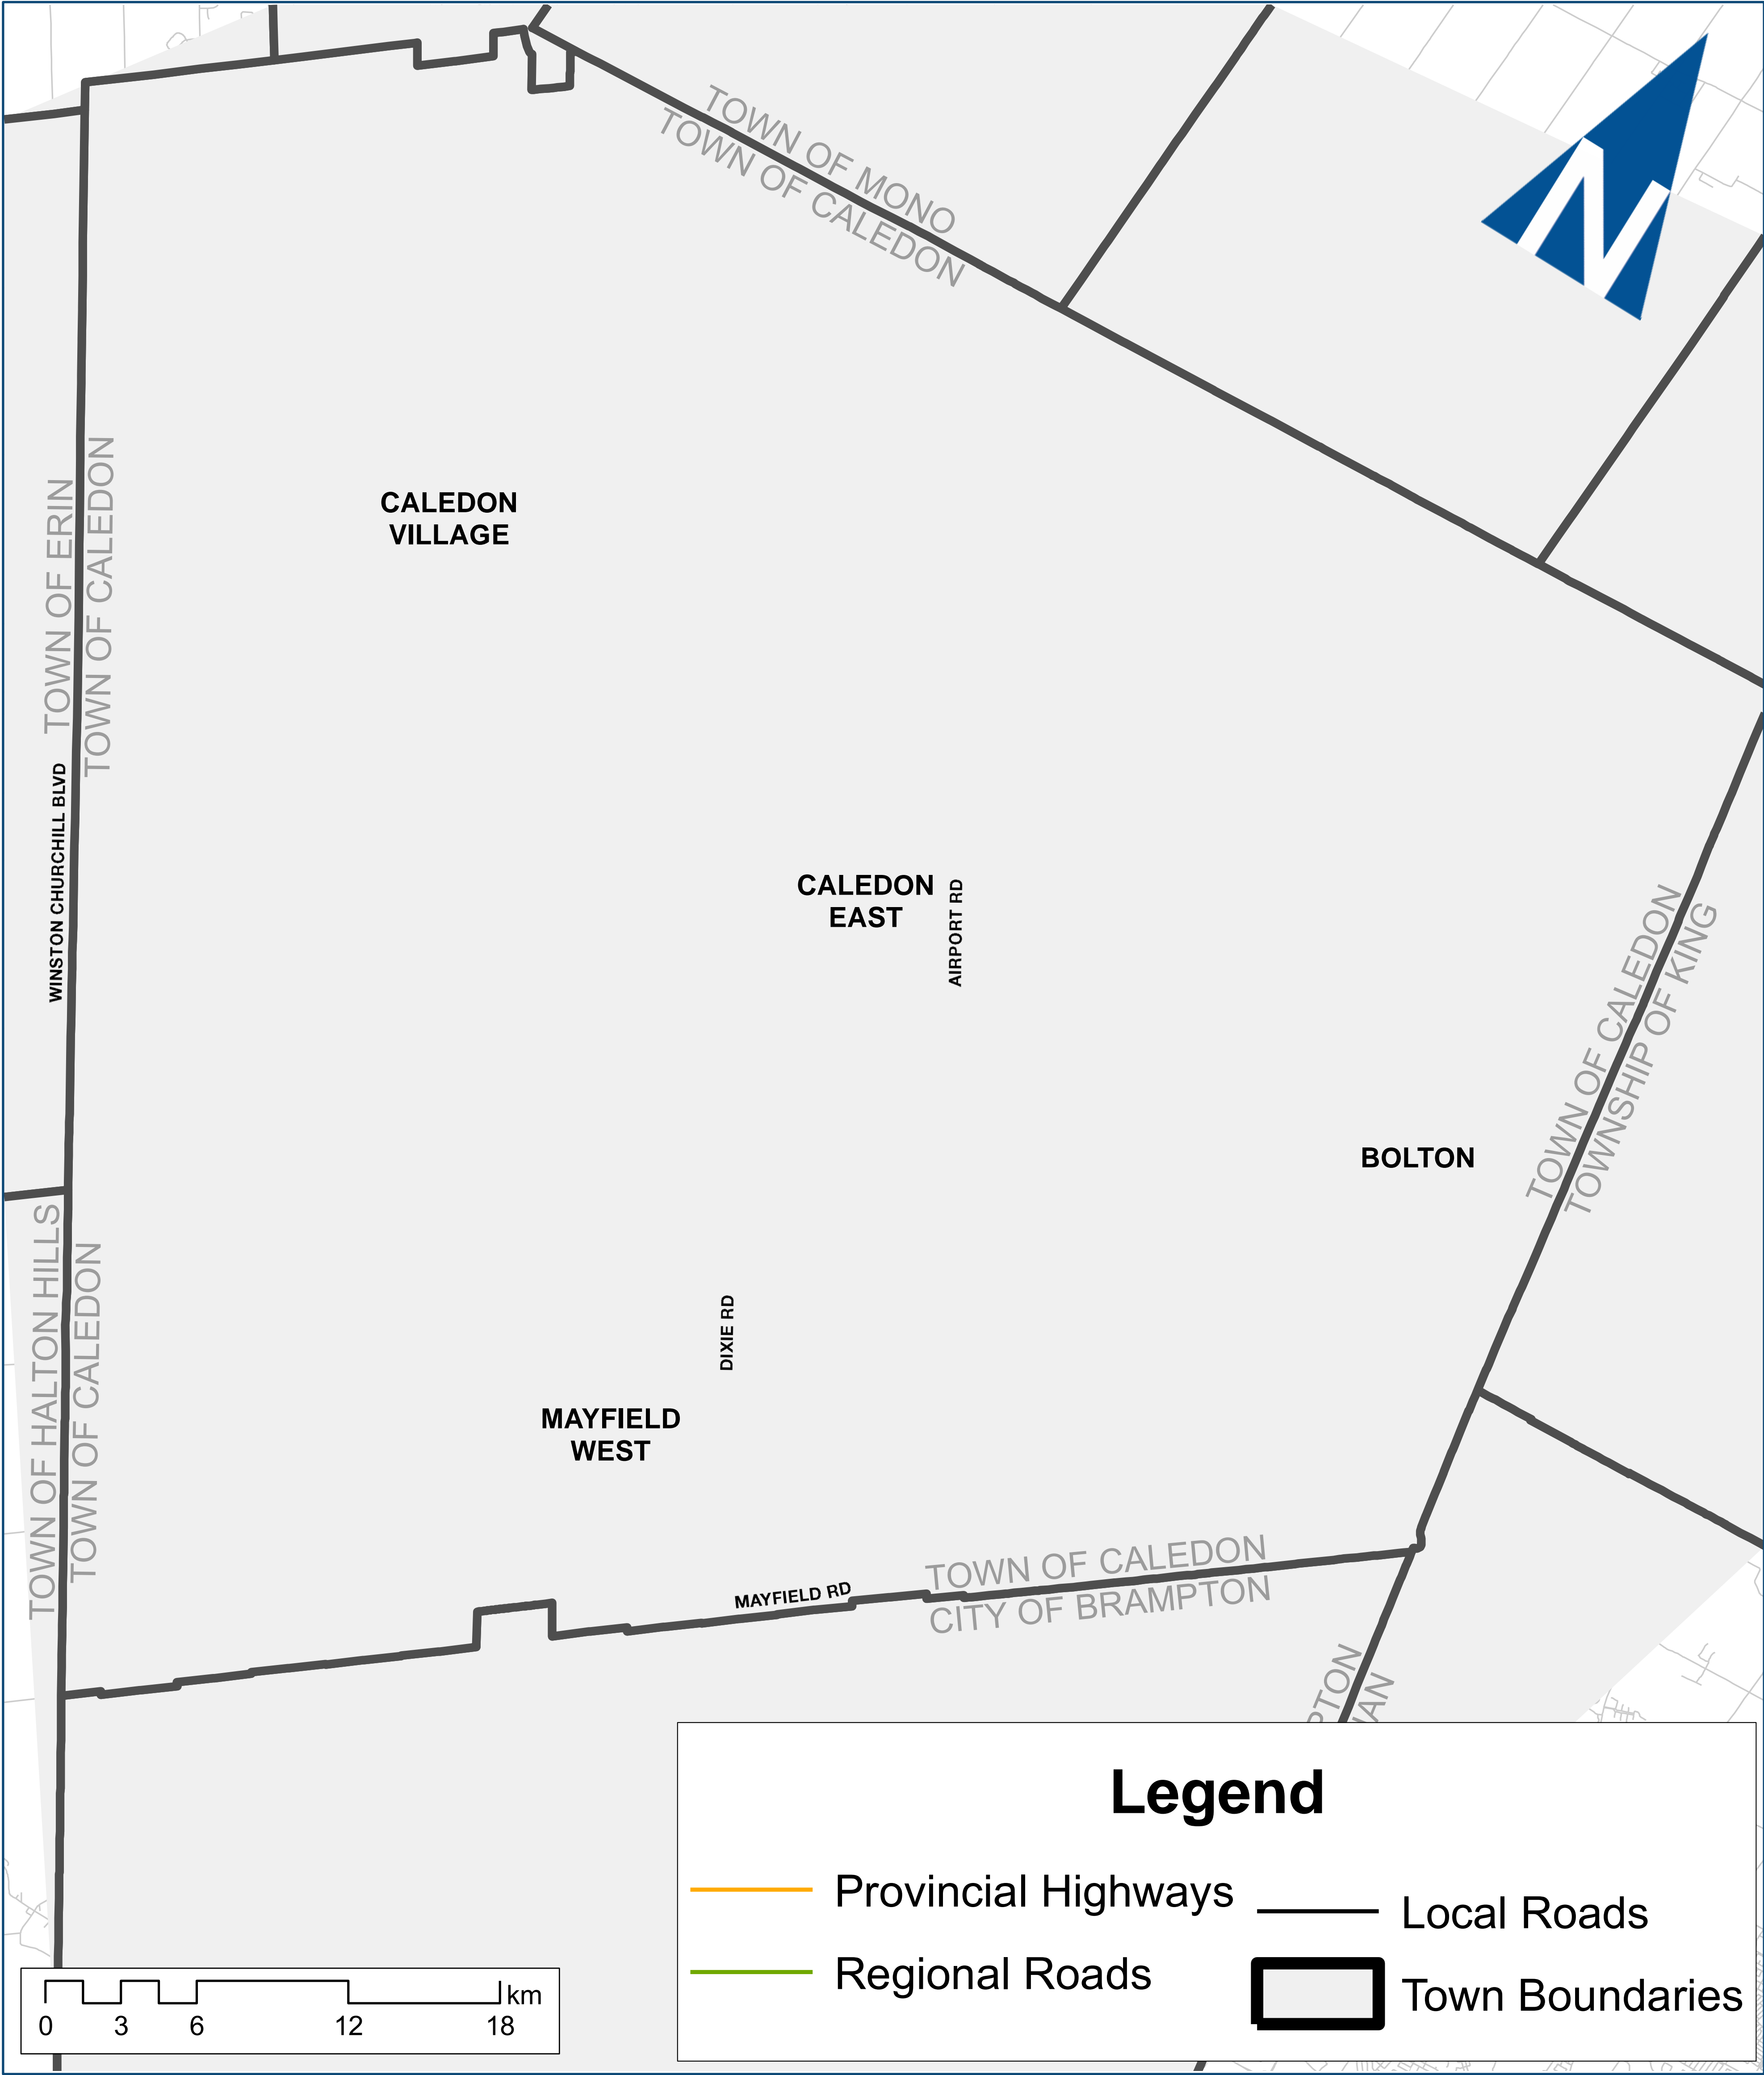 TOWN OF MONO
TOWN OF CALEDON
N
CALEDON
VILLAGE
TOWN OF ERIN
TOWN OF CALEDON
WINSTON CHURCHILL BLVD
CALEDON
EAST
AIRPORT RD
TOWN OF CALEDON
TOWNSHIP OF KING
BOLTON
TOWN OF HALTON HILLS
TOWN OF CALEDON
DIXIE RD
MAYFIELD
WEST
MAYFIELD RD
TOWN OF CALEDON
CITY OF BRAMPTON
PTON
AN
Legend
Provincial Highways
Local Roads
Regional Roads
Town Boundaries
km
0 3 6 12 18